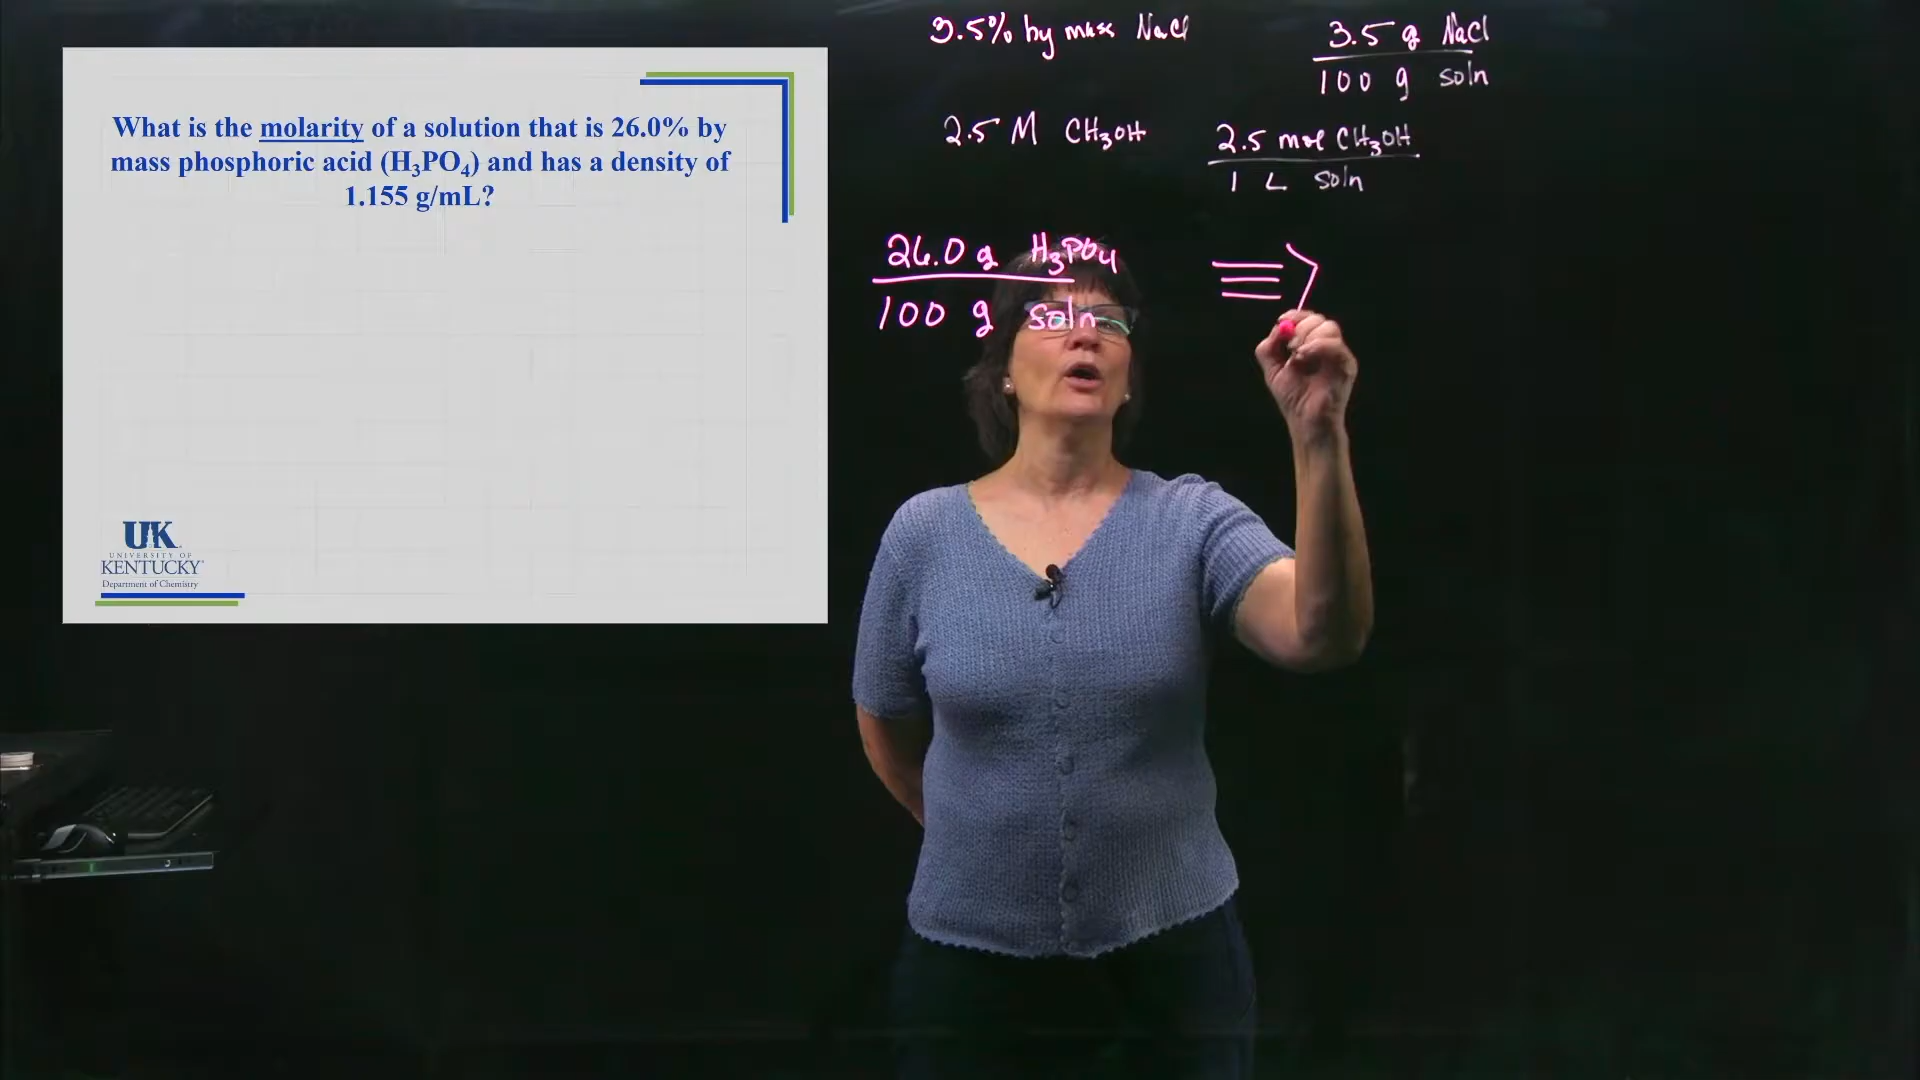 What is the molarity of a solution that is 26.0% by
mass phosphoric acid (H₃PO₄) and has a density of
1.155 g/mL?
UK
UNIVERSITY OF
KENTUCKY
Department of Chemistry
3.5% by mass NaCl
3.5 g NaCl
100 g soln
2.5 M CH₃OH
2.5 mol CH₃OH
1 L soln
26.0 g H₃PO₄
100 g soln